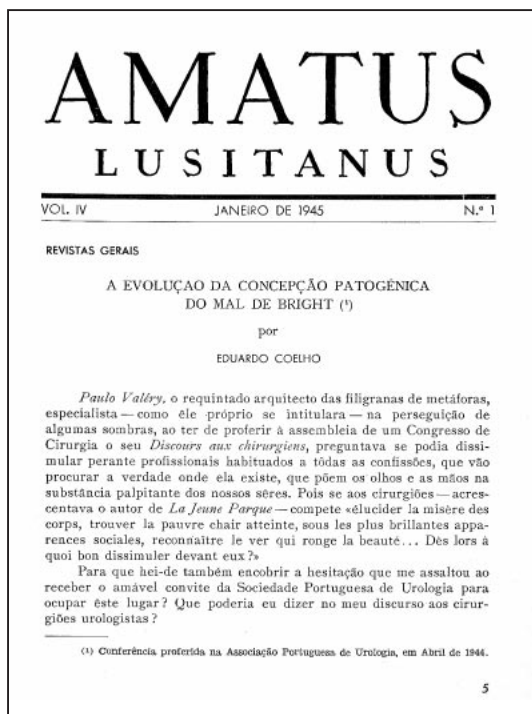 AMATUS
LUSITANUS
VOL. IV JANEIRO DE 1945 N.º 1
REVISTAS GERAIS
A EVOLUÇAO DA CONCEPÇÃO PATOGÉNICA
DO MAL DE BRIGHT (¹)
por
EDUARDO COELHO
Paulo Valéry, o requintado arquitecto das filigranas de metáforas,
especialista — como êle próprio se intitulara — na perseguição de
algumas sombras, ao ter de proferir à assembleia de um Congresso de
Cirurgia o seu Discours aux chirurgiens, preguntava se podia dissi-
mular perante profissionais habituados a tôdas as confissões, que vão
procurar a verdade onde ela existe, que põem os olhos e as mãos na
substância palpitante dos nossos sêres. Pois se aos cirurgiões — acres-
centava o autor de La Jeune Parque — compete «élucider la misère des
corps, trouver la pauvre chair atteinte, sous les plus brillantes appa-
rences sociales, reconnaître le ver qui ronge la beauté... Dès lors à
quoi bon dissimuler devant eux?»
Para que hei-de também encobrir a hesitação que me assaltou ao
receber o amável convite da Sociedade Portuguesa de Urologia para
ocupar êste lugar? Que poderia eu dizer no meu discurso aos cirur-
giões urologistas?
(¹) Conferência proferida na Associação Portuguesa de Urologia, em Abril de 1944.
5